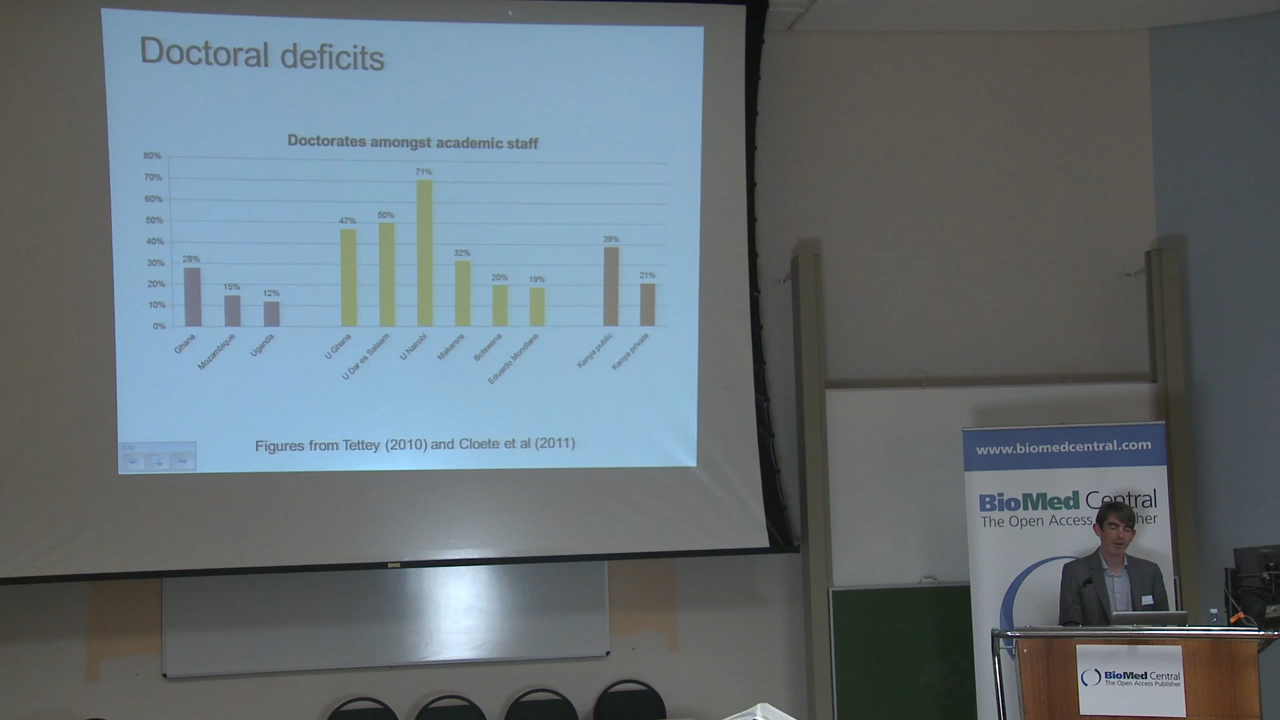 Doctoral deficits
Doctorates amongst academic staff
80%
70%
60%
50%
40%
30%
20%
10%
0%
28%
15%
12%
47%
50%
71%
32%
20%
19%
39%
21%
Ghana
Mozambique
Uganda
U Ghana
U Dar es Salaam
U Nairobi
Makerere
Botswana
Eduardo Mondlane
Kenya public
Kenya private
Figures from Tettey (2010) and Cloete et al (2011)
www.biomedcentral.com
BioMed Central
The Open Access
BioMed Central
The Open Access Publisher